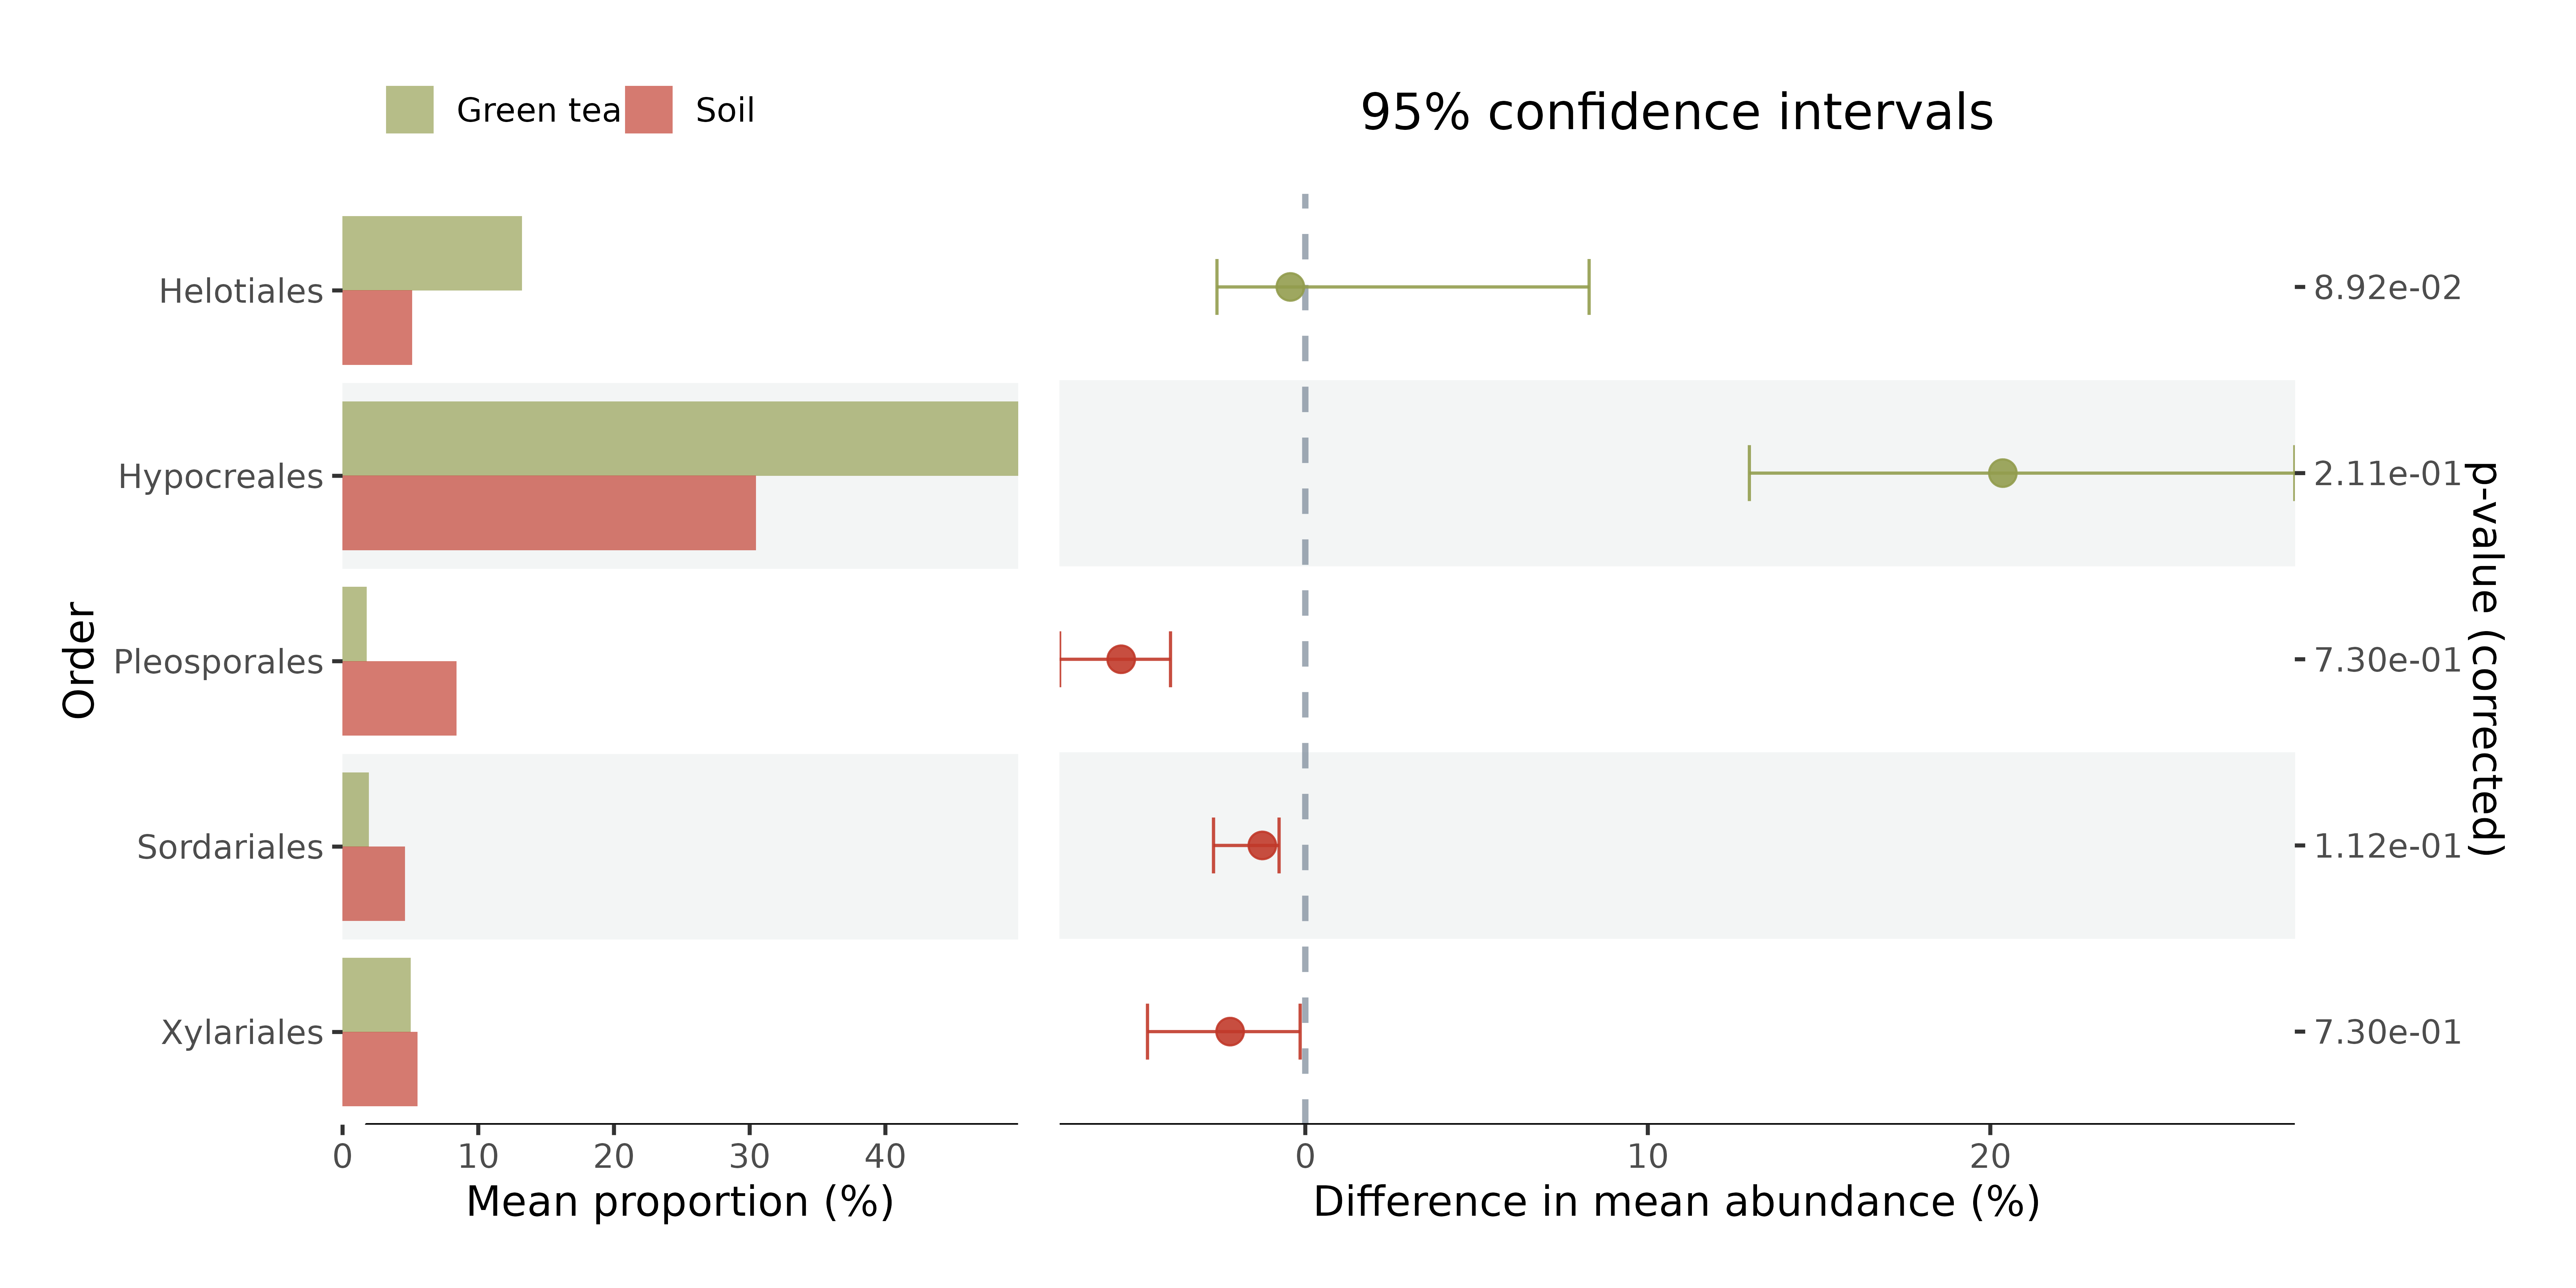 Green tea
Soil
95% confidence intervals
Order
Helotiales
Hypocreales
Pleosporales
Sordariales
Xylariales
8.92e-02
2.11e-01
7.30e-01
1.12e-01
7.30e-01
p-value (corrected)
0 10 20 30 40
Mean proportion (%)
0 10 20
Difference in mean abundance (%)